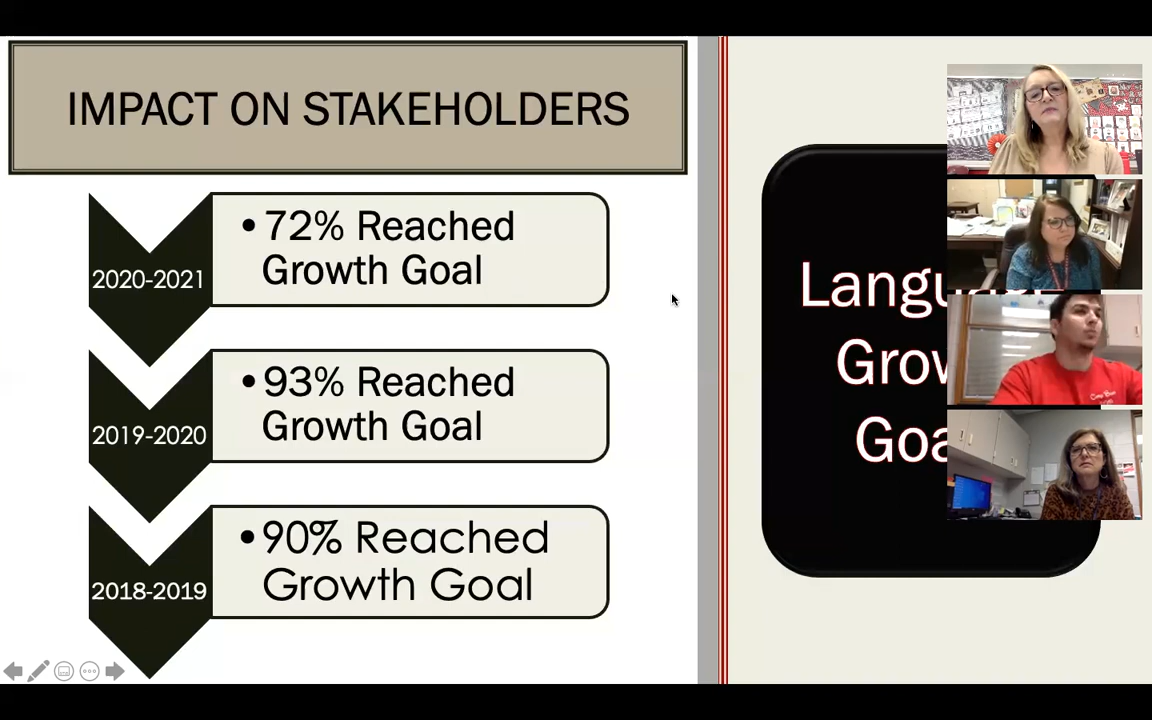 IMPACT ON STAKEHOLDERS
2020-2021
• 72% Reached
Growth Goal
2019-2020
• 93% Reached
Growth Goal
2018-2019
• 90% Reached
Growth Goal
Langu
Grow
Goa